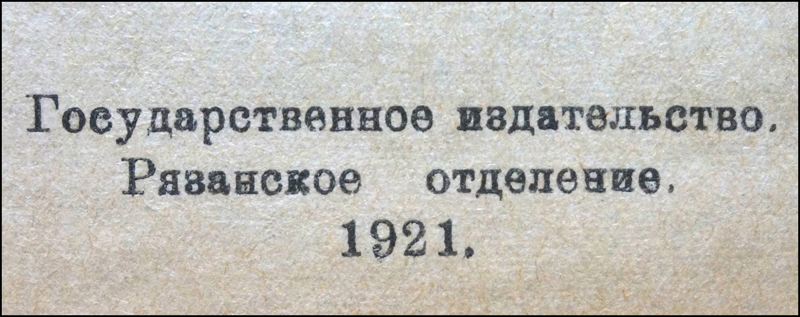 Государственное издательство.
Рязанское отделение.
1921.